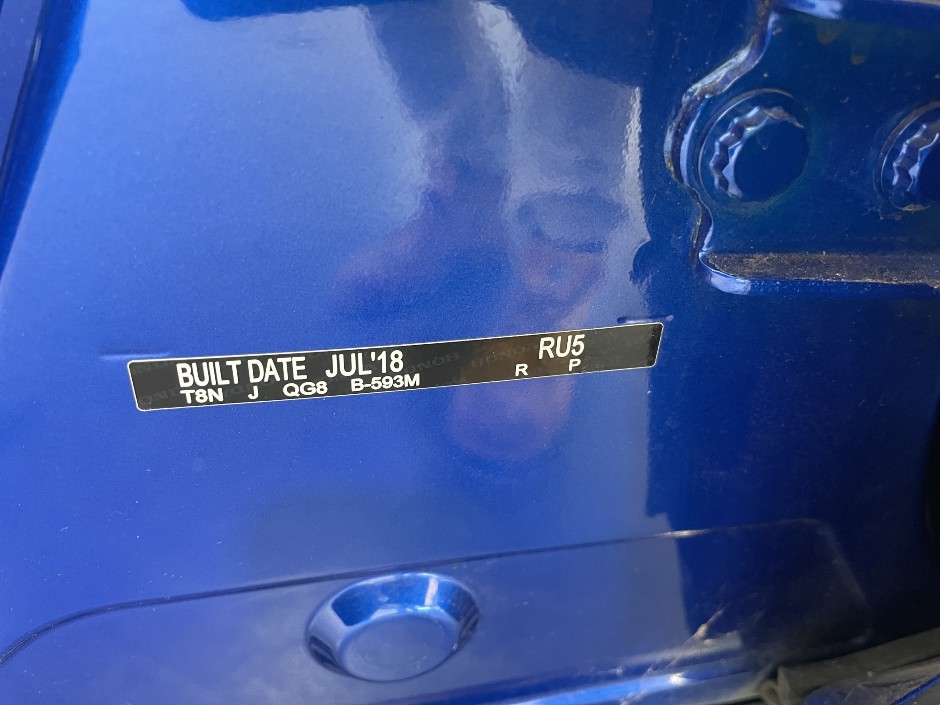 BUILT DATE JUL'18 RU5
T8N J QG8 B-593M R P